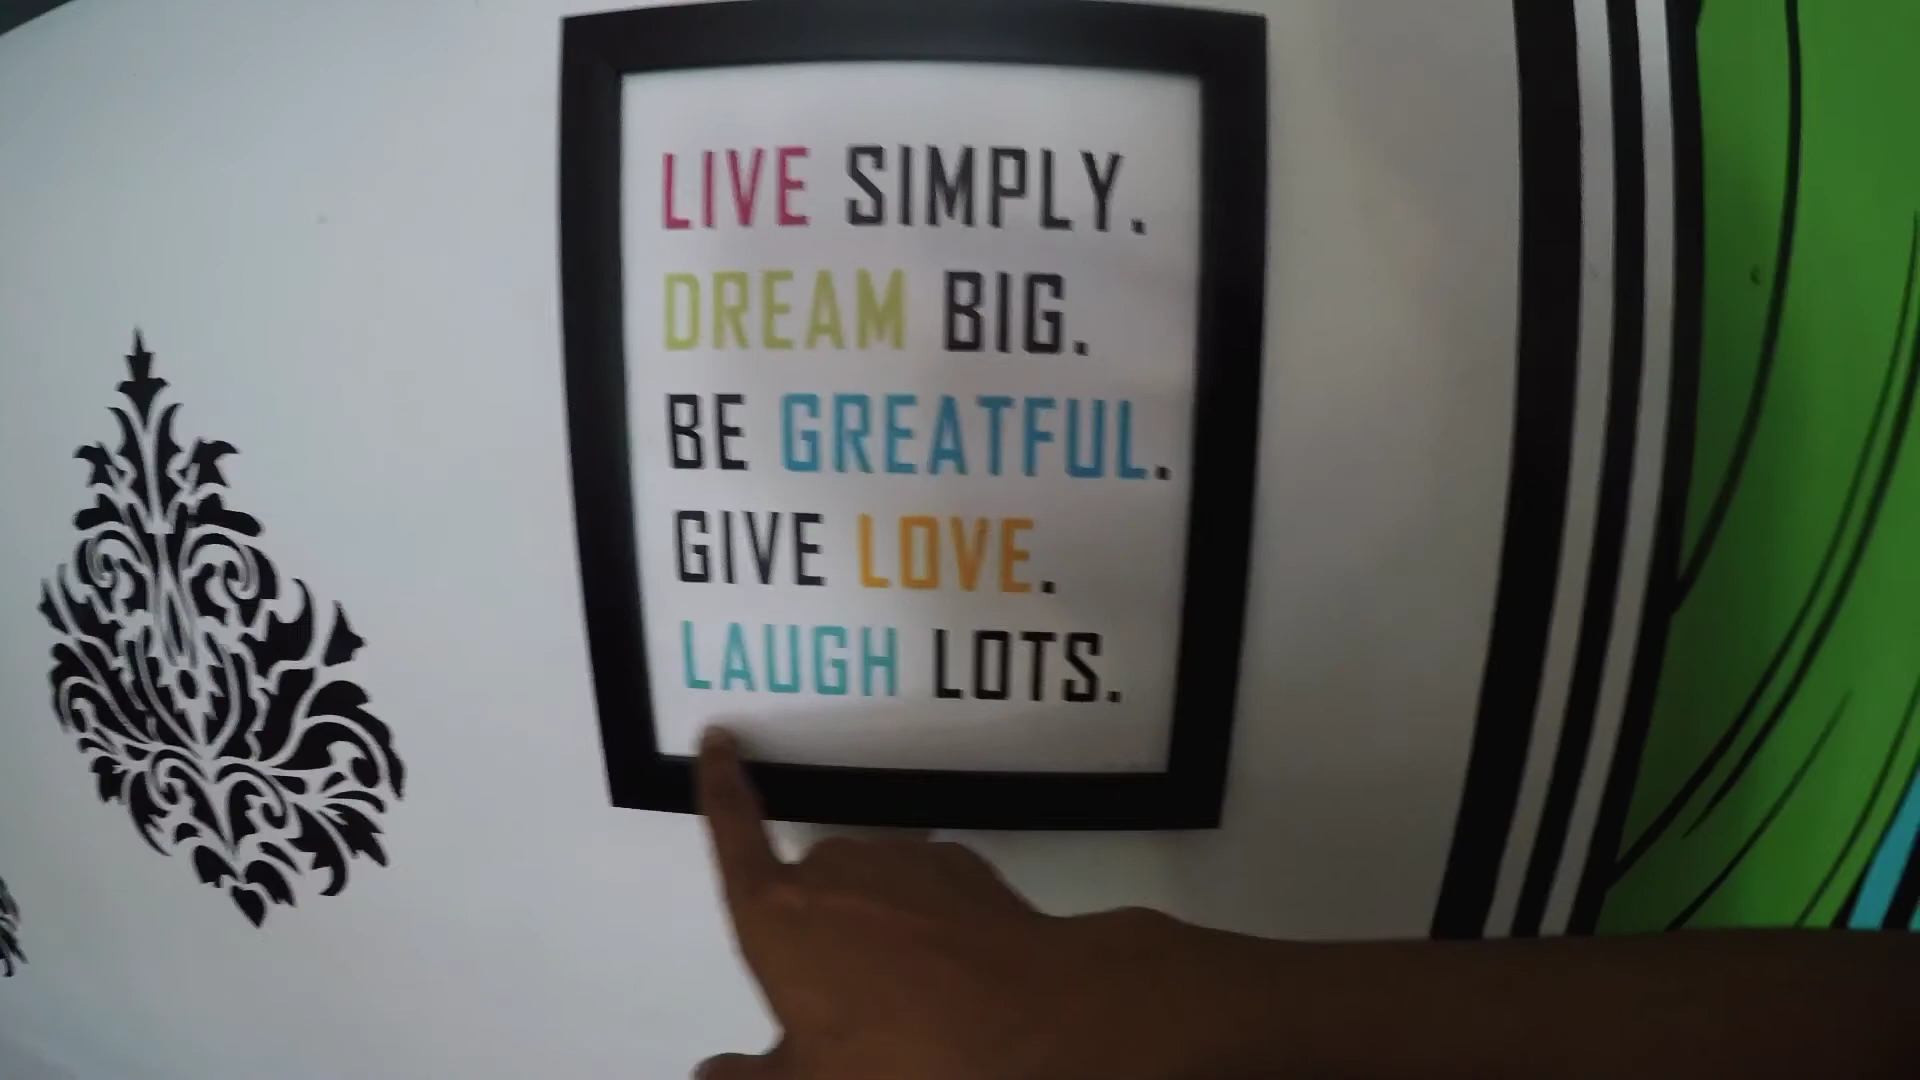 LIVE SIMPLY.
DREAM BIG.
BE GREATFUL.
GIVE LOVE.
LAUGH LOTS.